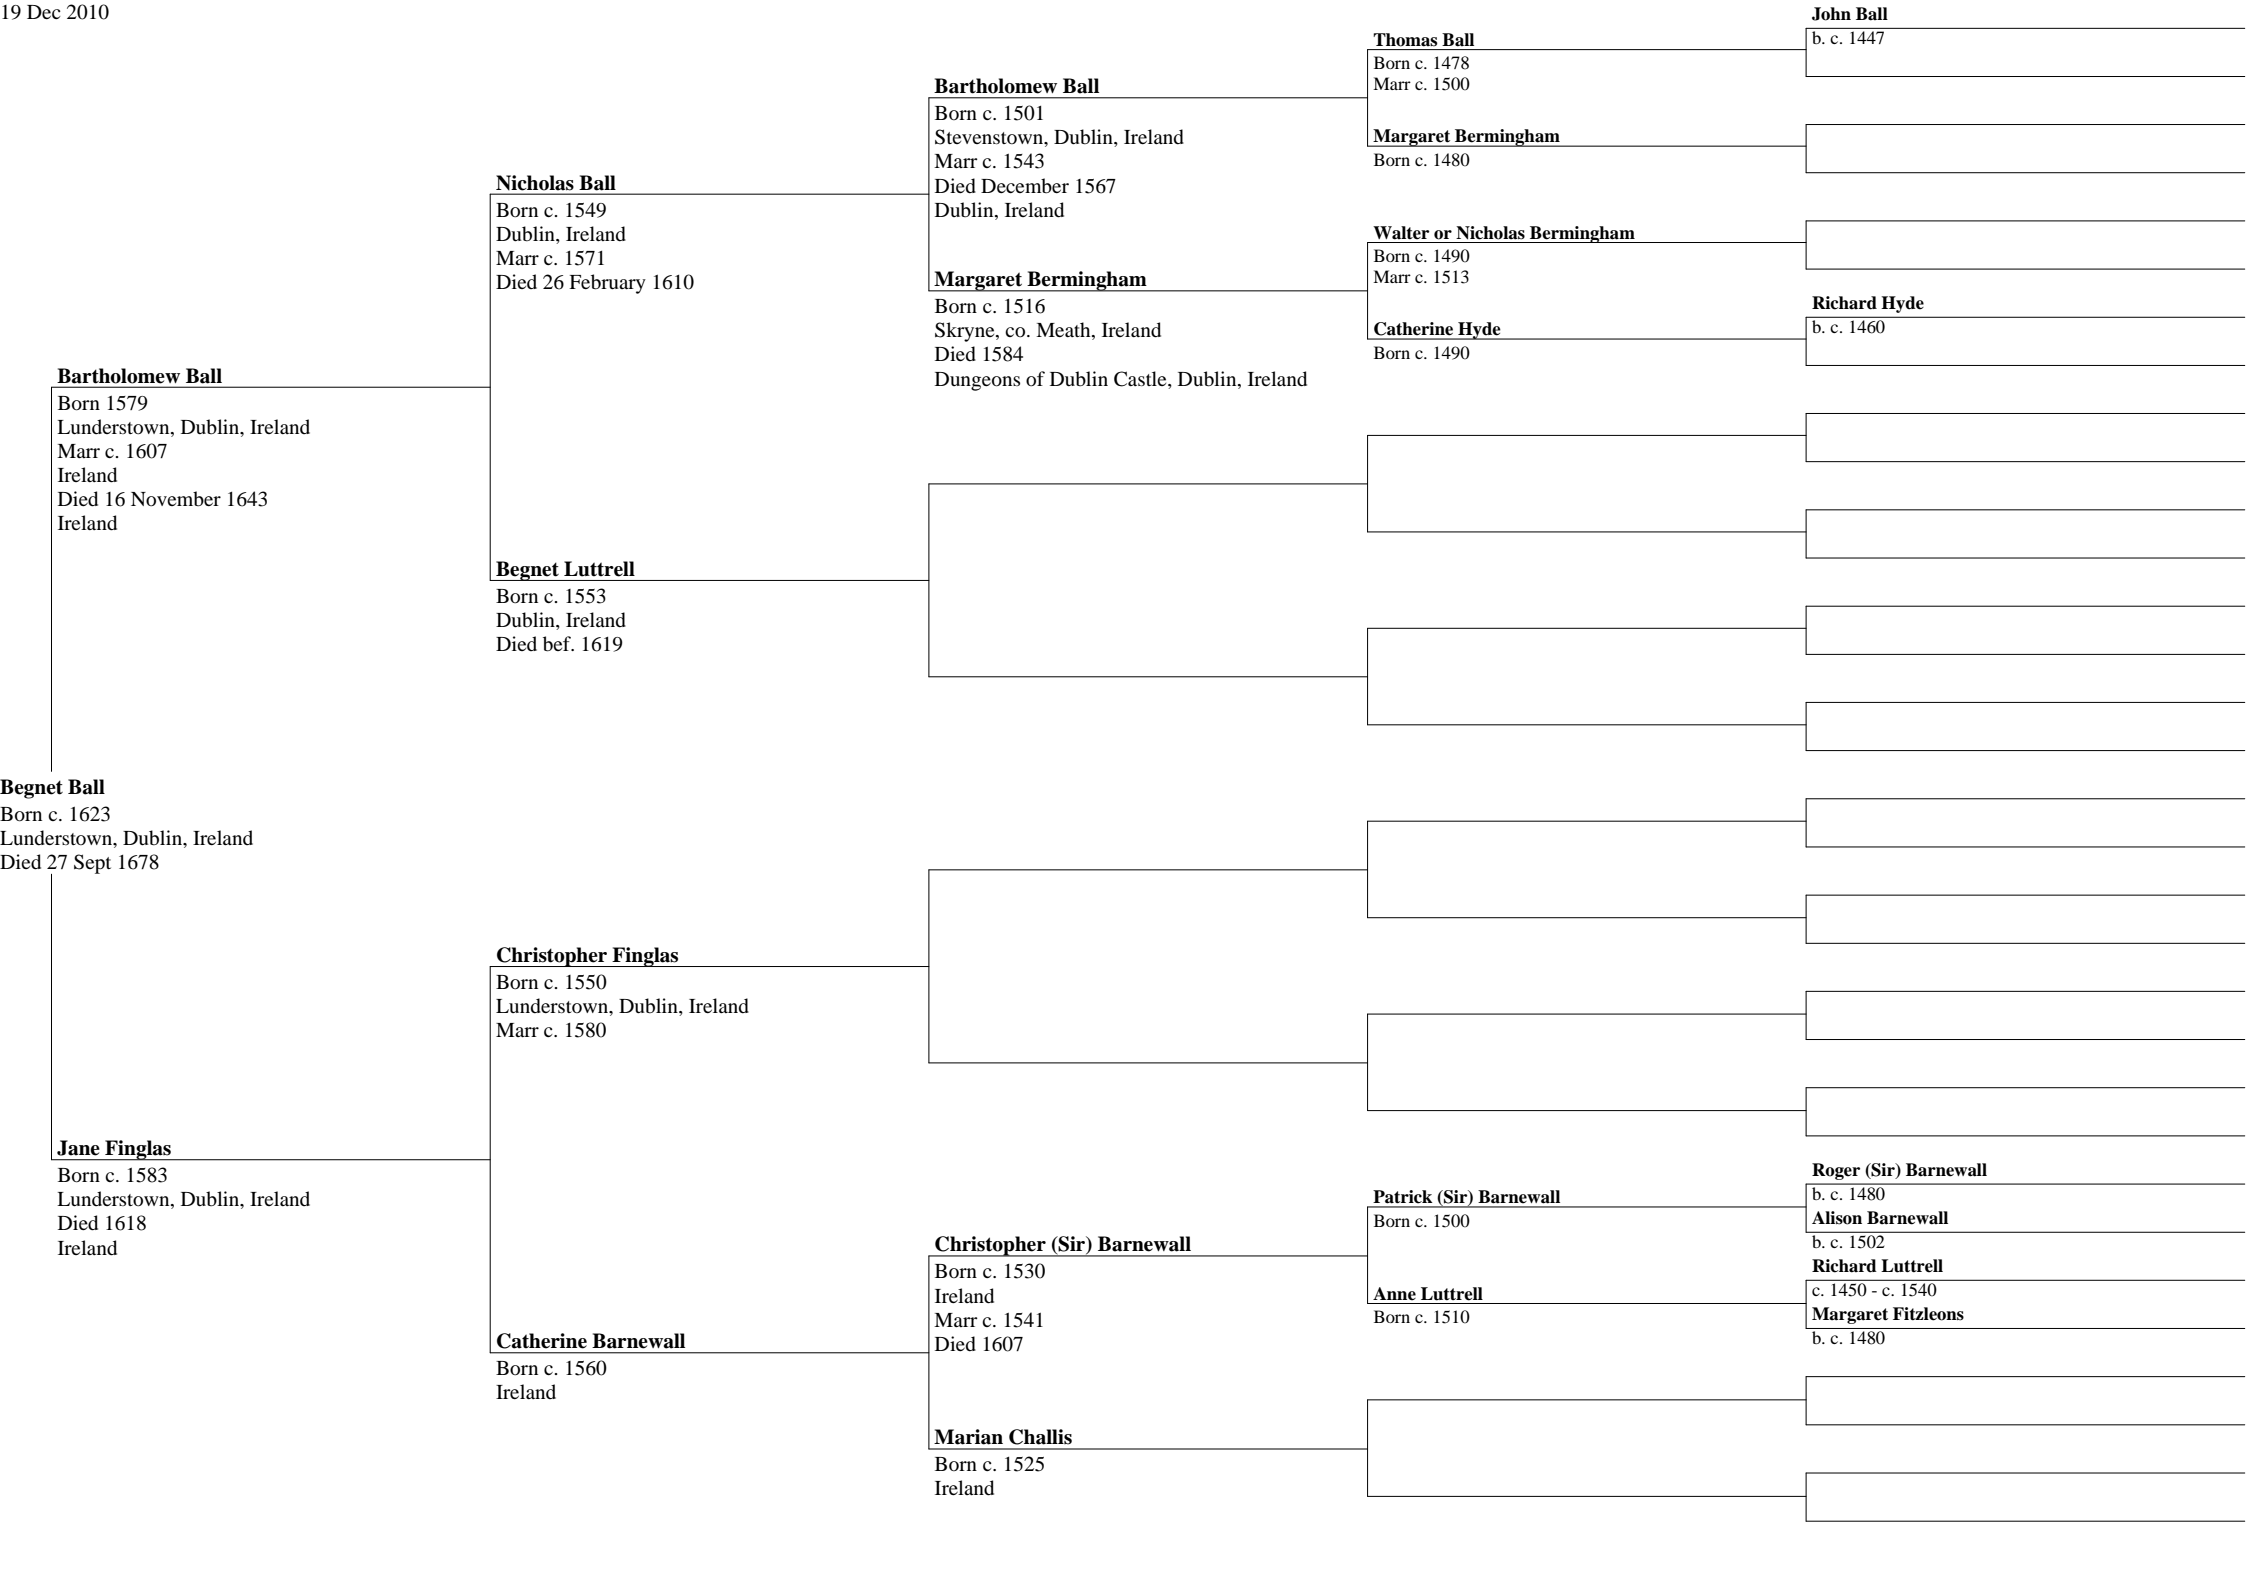 19 Dec 2010
Begnet Ball
Born c. 1623
Lunderstown, Dublin, Ireland
Died 27 Sept 1678
Bartholomew Ball
Born 1579
Lunderstown, Dublin, Ireland
Marr c. 1607
Ireland
Died 16 November 1643
Ireland
Jane Finglas
Born c. 1583
Lunderstown, Dublin, Ireland
Died 1618
Ireland
Nicholas Ball
Born c. 1549
Dublin, Ireland
Marr c. 1571
Died 26 February 1610
Begnet Luttrell
Born c. 1553
Dublin, Ireland
Died bef. 1619
Christopher Finglas
Born c. 1550
Lunderstown, Dublin, Ireland
Marr c. 1580
Catherine Barnewall
Born c. 1560
Ireland
Bartholomew Ball
Born c. 1501
Stevenstown, Dublin, Ireland
Marr c. 1543
Died December 1567
Dublin, Ireland
Margaret Bermingham
Born c. 1516
Skryne, co. Meath, Ireland
Died 1584
Dungeons of Dublin Castle, Dublin, Ireland
Christopher (Sir) Barnewall
Born c. 1530
Ireland
Marr c. 1541
Died 1607
Marian Challis
Born c. 1525
Ireland
Thomas Ball
Born c. 1478
Marr c. 1500
Margaret Bermingham
Born c. 1480
Walter or Nicholas Bermingham
Born c. 1490
Marr c. 1513
Catherine Hyde
Born c. 1490
Patrick (Sir) Barnewall
Born c. 1500
Anne Luttrell
Born c. 1510
John Ball
b. c. 1447
Richard Hyde
b. c. 1460
Roger (Sir) Barnewall
b. c. 1480
Alison Barnewall
b. c. 1502
Richard Luttrell
c. 1450 - c. 1540
Margaret Fitzleons
b. c. 1480